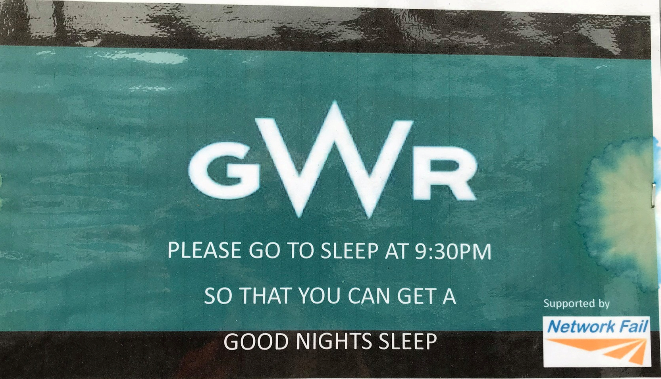 GWR
PLEASE GO TO SLEEP AT 9:30PM
SO THAT YOU CAN GET A
GOOD NIGHTS SLEEP
Supported by
Network Fail